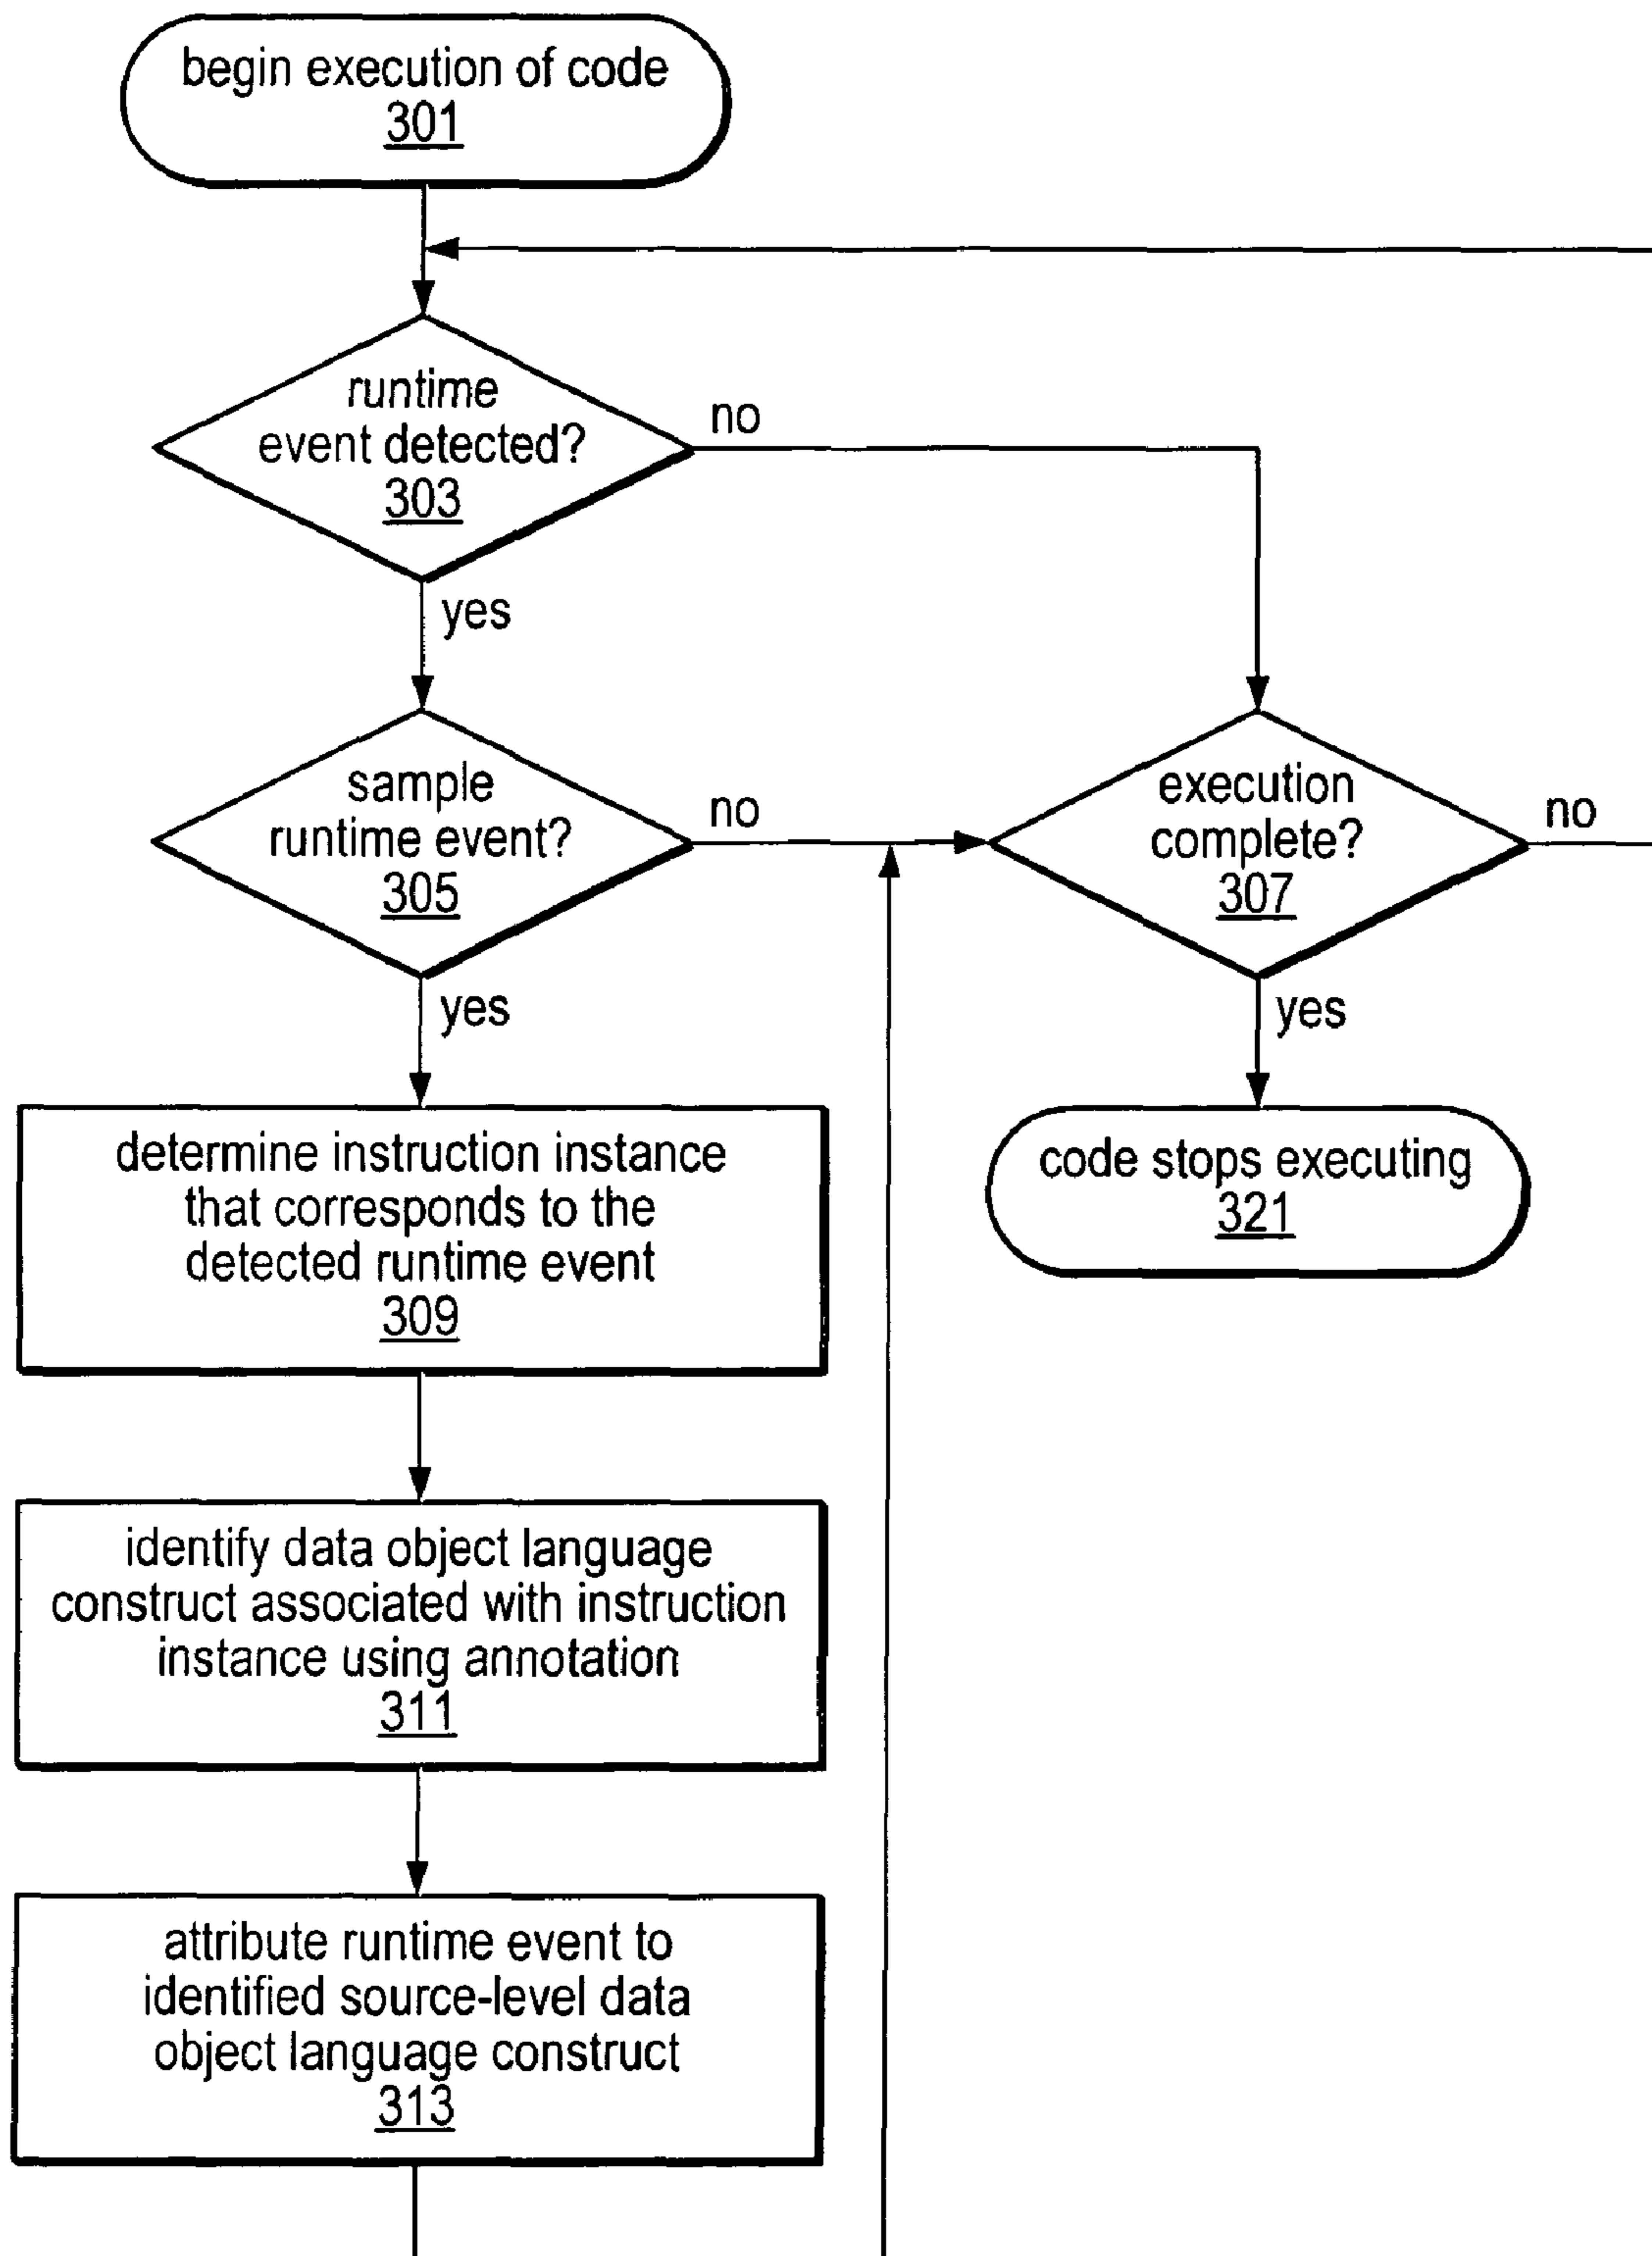 begin execution of code
301
runtime
event detected?
303
no
yes
sample
runtime event?
305
no
execution
complete?
307
no
yes
yes
determine instruction instance
that corresponds to the
detected runtime event
309
code stops executing
321
identify data object language
construct associated with instruction
instance using annotation
311
attribute runtime event to
identified source-level data
object language construct
313